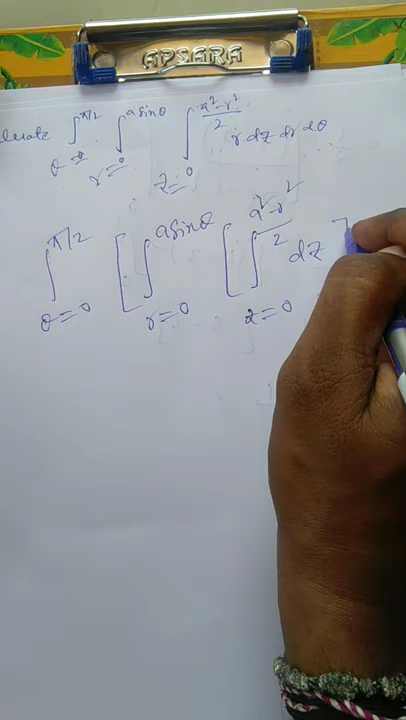 APSARA
luate ∫_{θ=0}^{π/2} ∫_{r=0}^{a sinθ} ∫_{z=0}^{(a²-r²)/2} r dz dr dθ
∫_{θ=0}^{π/2} [ ∫_{r=0}^{a sinθ} [ ∫_{z=0}^{(a²-r²)/2} dz ]